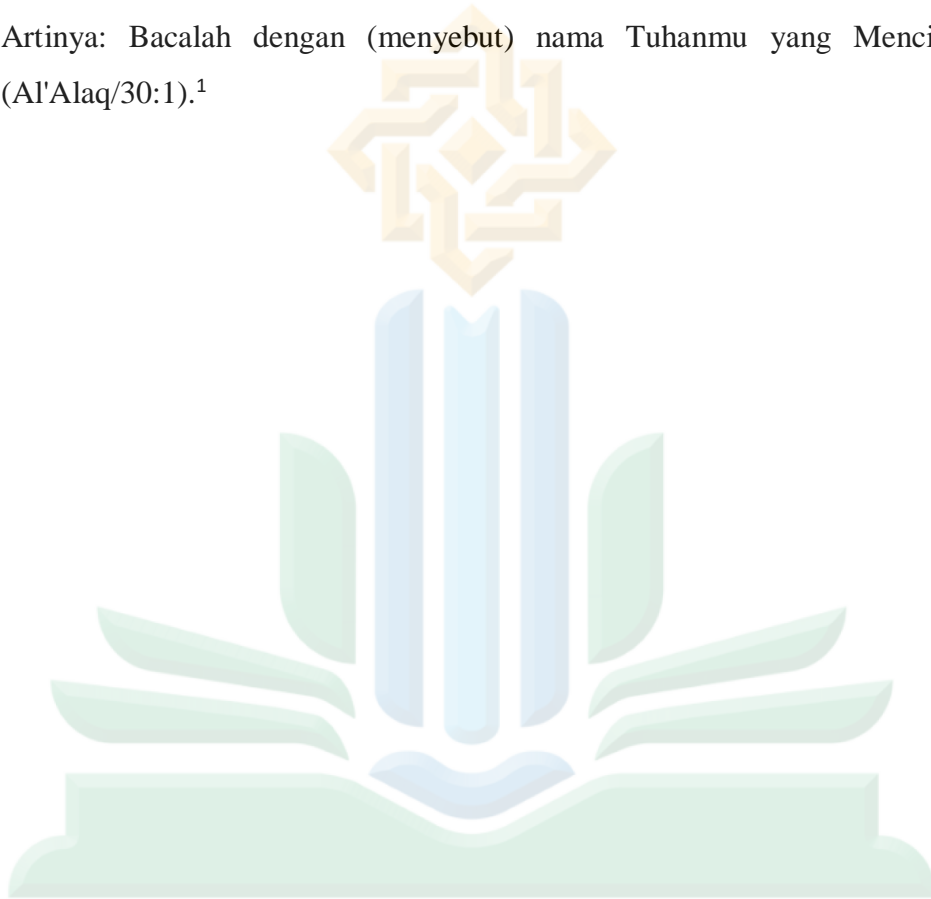 Artinya: Bacalah dengan (menyebut) nama Tuhanmu yang Menci
(Al'Alaq/30:1).¹